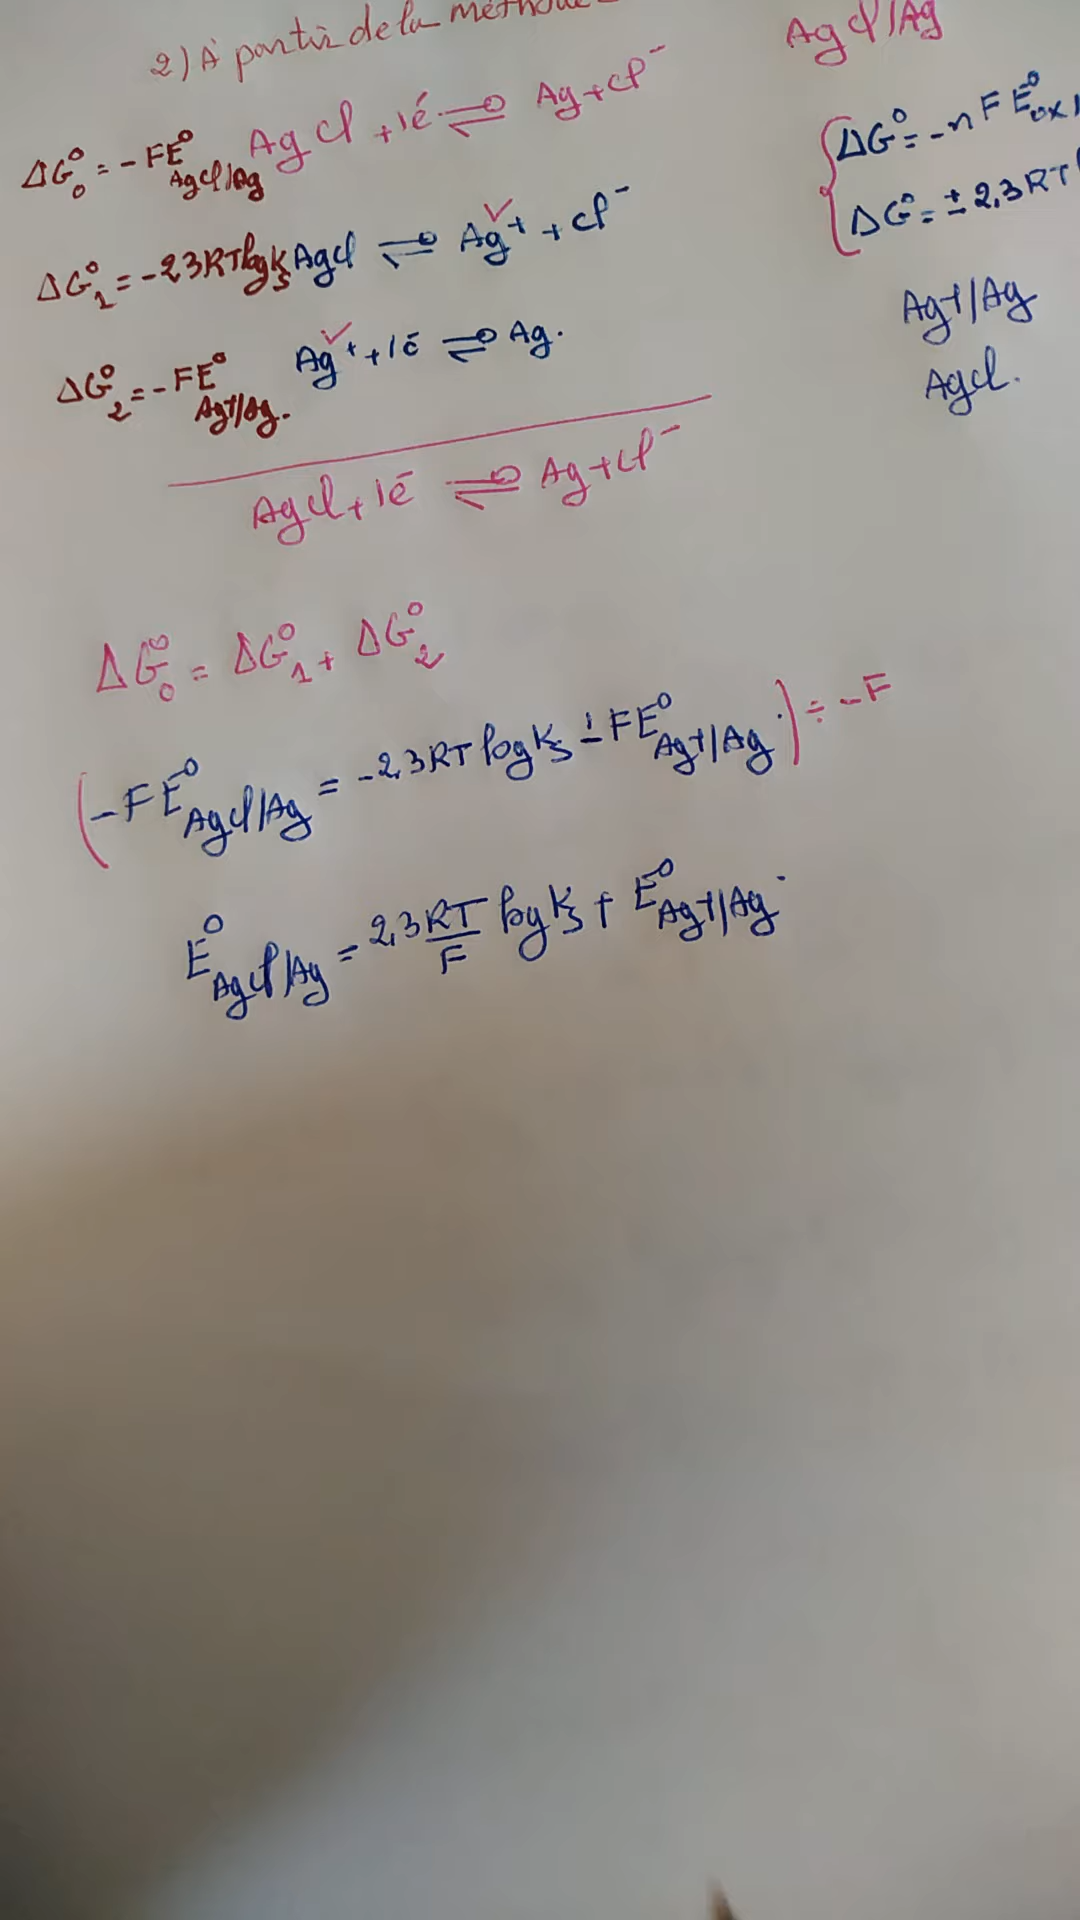 2) A partir de la méthode
AgCl/Ag
ΔG°₀ = -FE°AgCl/Ag AgCl + 1é ⇌ Ag + Cl⁻
ΔG° = -nFE°ox/
ΔG° = ± 2,3RT
ΔG°₁ = -2,3RT log Ks AgCl ⇌ Ag⁺ + Cl⁻
Ag+/Ag
ΔG°₂ = -FE°Ag+/Ag. Ag⁺ + 1é ⇌ Ag.
AgCl.
AgCl + 1é ⇌ Ag + Cl⁻
ΔG°₀ = ΔG°₁ + ΔG°₂
(-FE°AgCl/Ag = -2,3RT log Ks - FE°Ag+/Ag.) ÷ -F
E°AgCl/Ag = 2,3RT/F log Ks + E°Ag+/Ag.